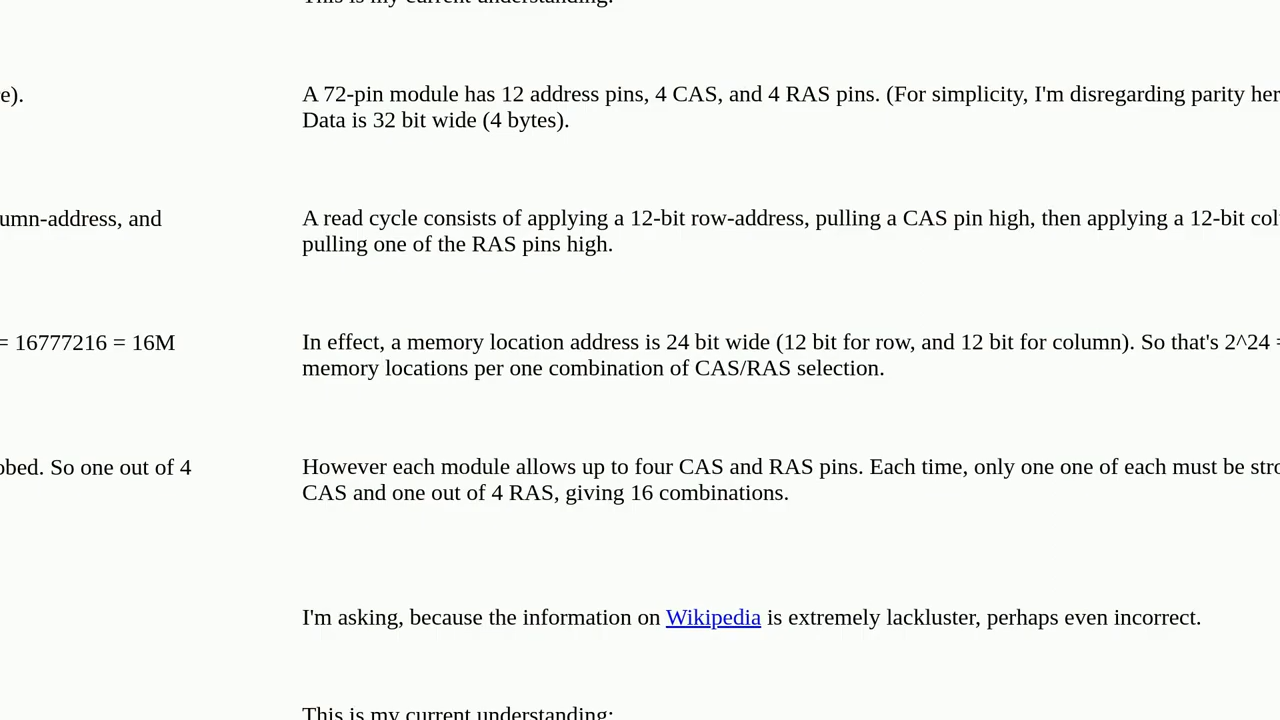 This is my current understanding:
e).
A 72-pin module has 12 address pins, 4 CAS, and 4 RAS pins. (For simplicity, I'm disregarding parity her
Data is 32 bit wide (4 bytes).
umn-address, and
A read cycle consists of applying a 12-bit row-address, pulling a CAS pin high, then applying a 12-bit col
pulling one of the RAS pins high.
= 16777216 = 16M
In effect, a memory location address is 24 bit wide (12 bit for row, and 12 bit for column). So that's 2^24 =
memory locations per one combination of CAS/RAS selection.
obed. So one out of 4
However each module allows up to four CAS and RAS pins. Each time, only one one of each must be stro
CAS and one out of 4 RAS, giving 16 combinations.
I'm asking, because the information on Wikipedia is extremely lackluster, perhaps even incorrect.
This is my current understanding: